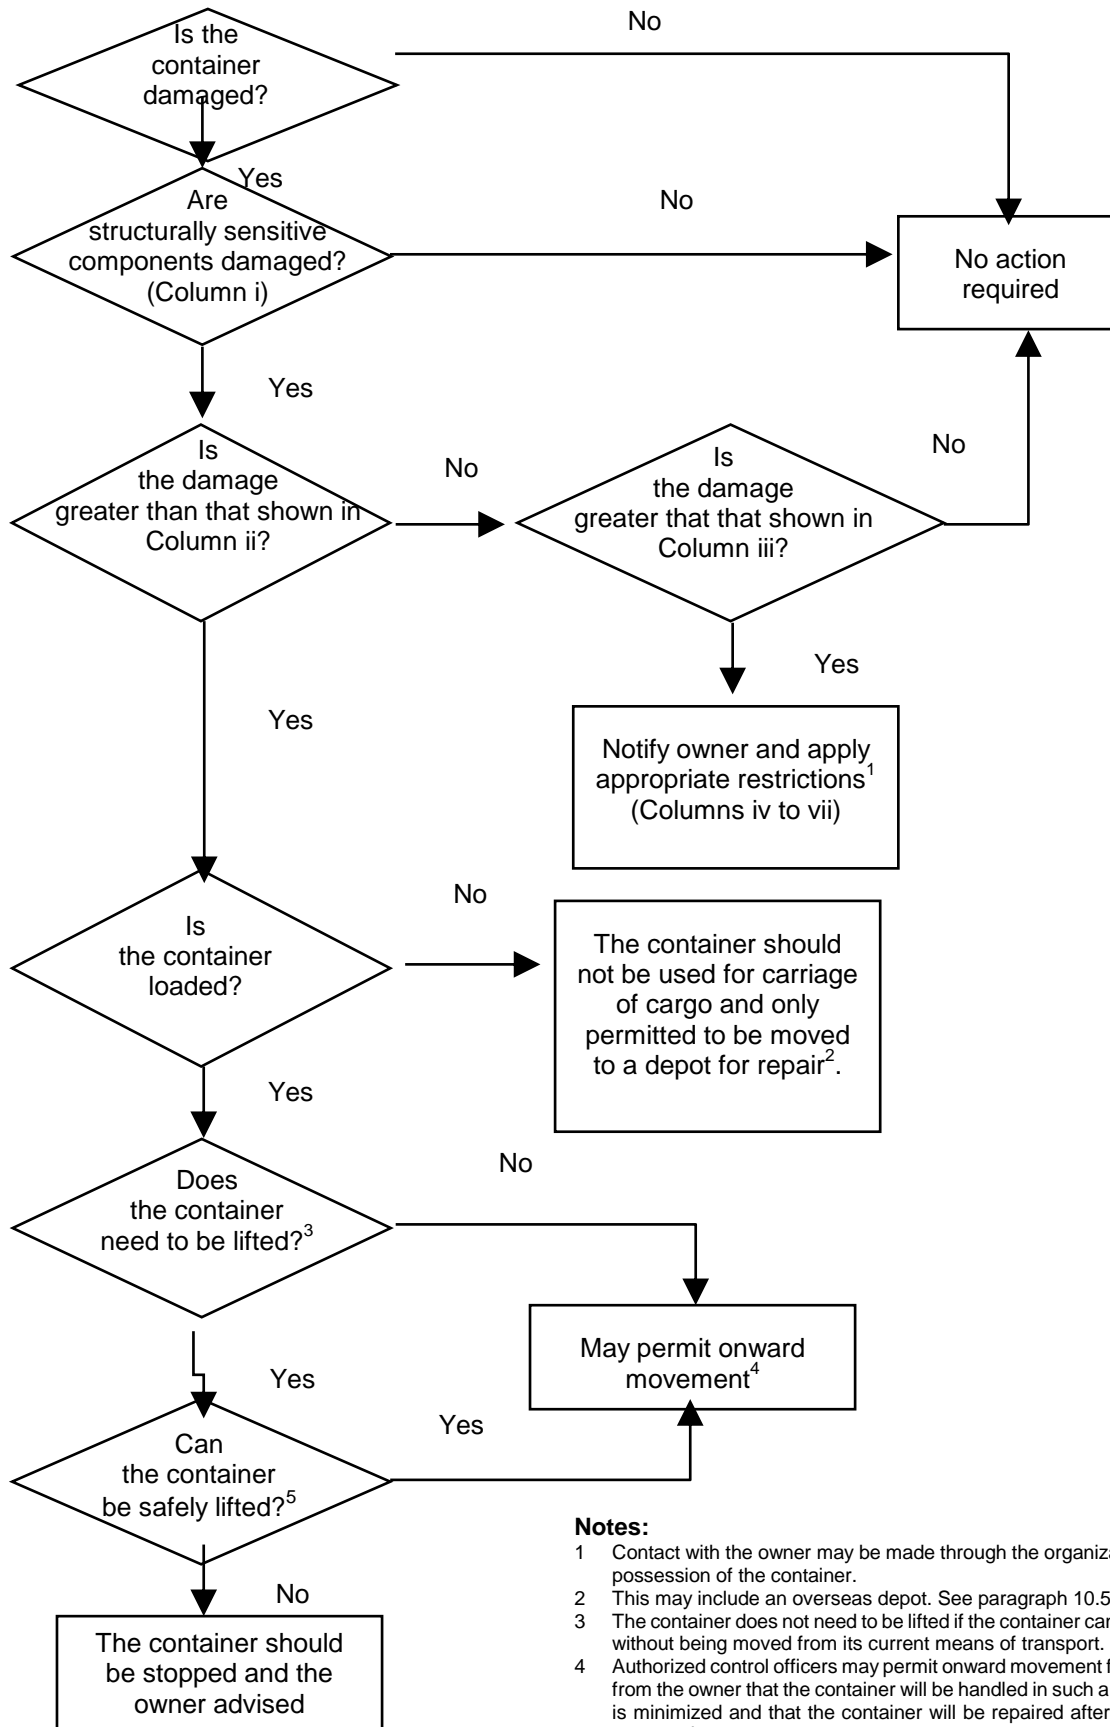 Is the
container
damaged?
No
Yes
Are
structurally sensitive
components damaged?
(Column i)
No
No action
required
Yes
Is
the damage
greater than that shown in
Column ii?
No
Is
the damage
greater that that shown in
Column iii?
No
Yes
Yes
Notify owner and apply
appropriate restrictions1
(Columns iv to vii)
Is
the container
loaded?
No
The container should
not be used for carriage
of cargo and only
permitted to be moved
to a depot for repair2.
Yes
Does
the container
need to be lifted?3
No
May permit onward
movement4
Yes
Can
the container
be safely lifted?5
Yes
No
The container should
be stopped and the
owner advised
Notes:
1 Contact with the owner may be made through the
possession of the container.
2 This may include an overseas depot. See paragraph 10.5
3 The container does not need to be lifted if the container
without being moved from its current means of transport.
4 Authorized control officers may permit onward movement
from the owner that the container will be handled in such a
is minimized and that the container will be repaired after